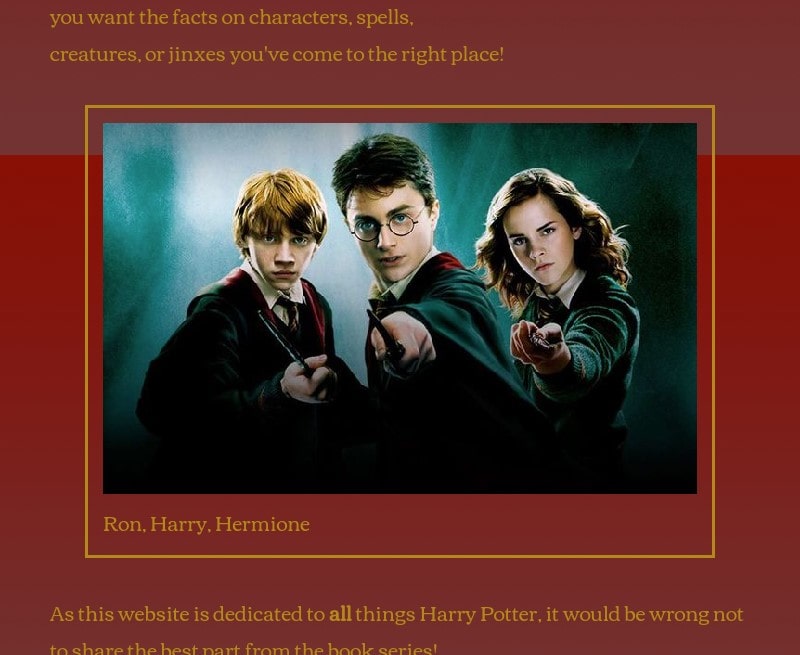 you want the facts on characters, spells,
creatures, or jinxes you've come to the right place!
Ron, Harry, Hermione
As this website is dedicated to all things Harry Potter, it would be wrong not
to share the best part from the book series!